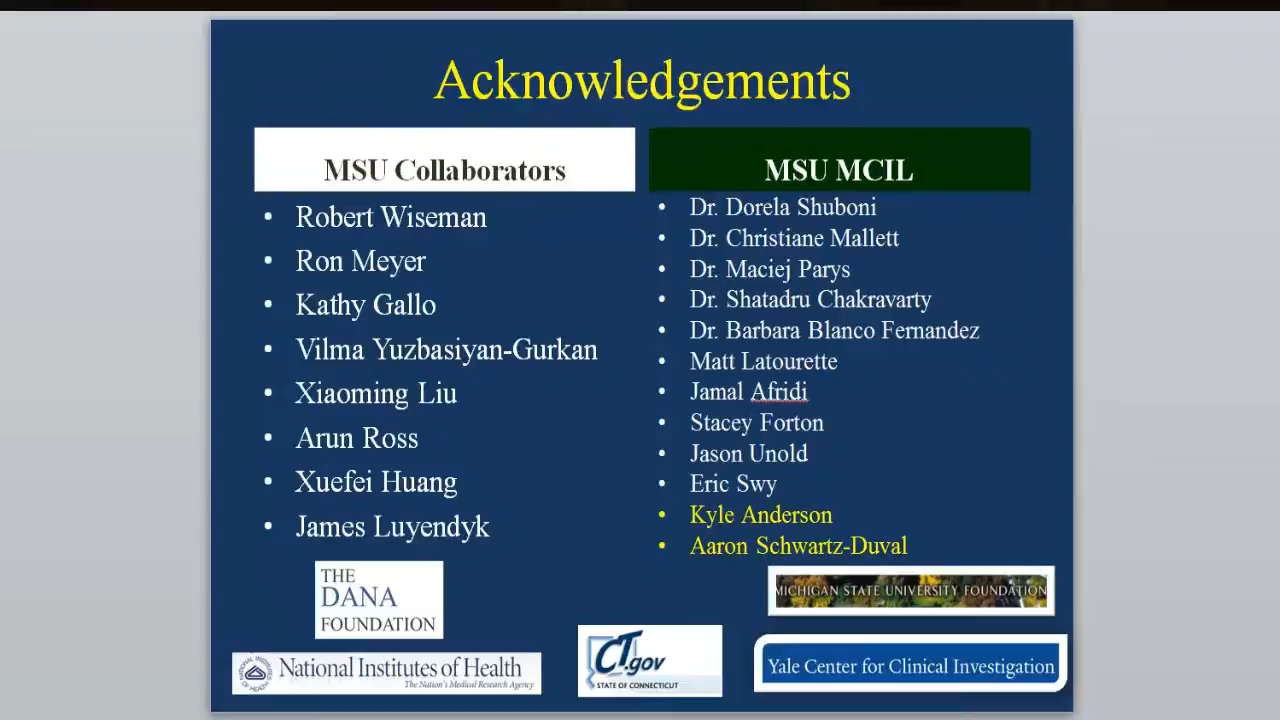 Acknowledgements
MSU Collaborators
• Robert Wiseman
• Ron Meyer
• Kathy Gallo
• Vilma Yuzbasiyan-Gurkan
• Xiaoming Liu
• Arun Ross
• Xuefei Huang
• James Luyendyk
MSU MCIL
• Dr. Dorela Shuboni
• Dr. Christiane Mallett
• Dr. Maciej Parys
• Dr. Shatadru Chakravarty
• Dr. Barbara Blanco Fernandez
• Matt Latourette
• Jamal Afridi
• Stacey Forton
• Jason Unold
• Eric Swy
• Kyle Anderson
• Aaron Schwartz-Duval
THE
DANA
FOUNDATION
MICHIGAN STATE UNIVERSITY FOUNDATION
National Institutes of Health
The Nation's Medical Research Agency
CT.gov
STATE OF CONNECTICUT
Yale Center for Clinical Investigation